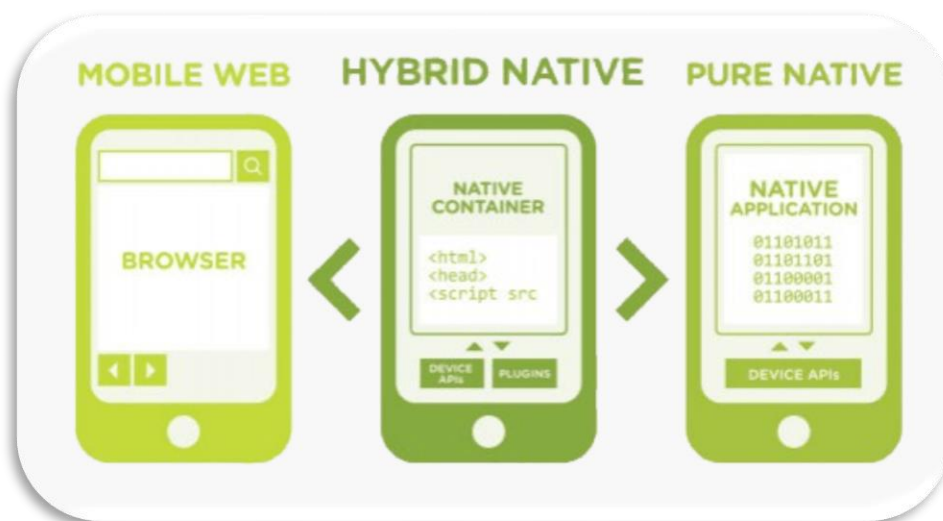 MOBILE WEB
HYBRID NATIVE
PURE NATIVE
BROWSER
NATIVE
CONTAINER
<html>
<head>
<script src
DEVICE
APIs
PLUGINS
NATIVE
APPLICATION
01101011
01101101
01100001
01100011
DEVICE APIs